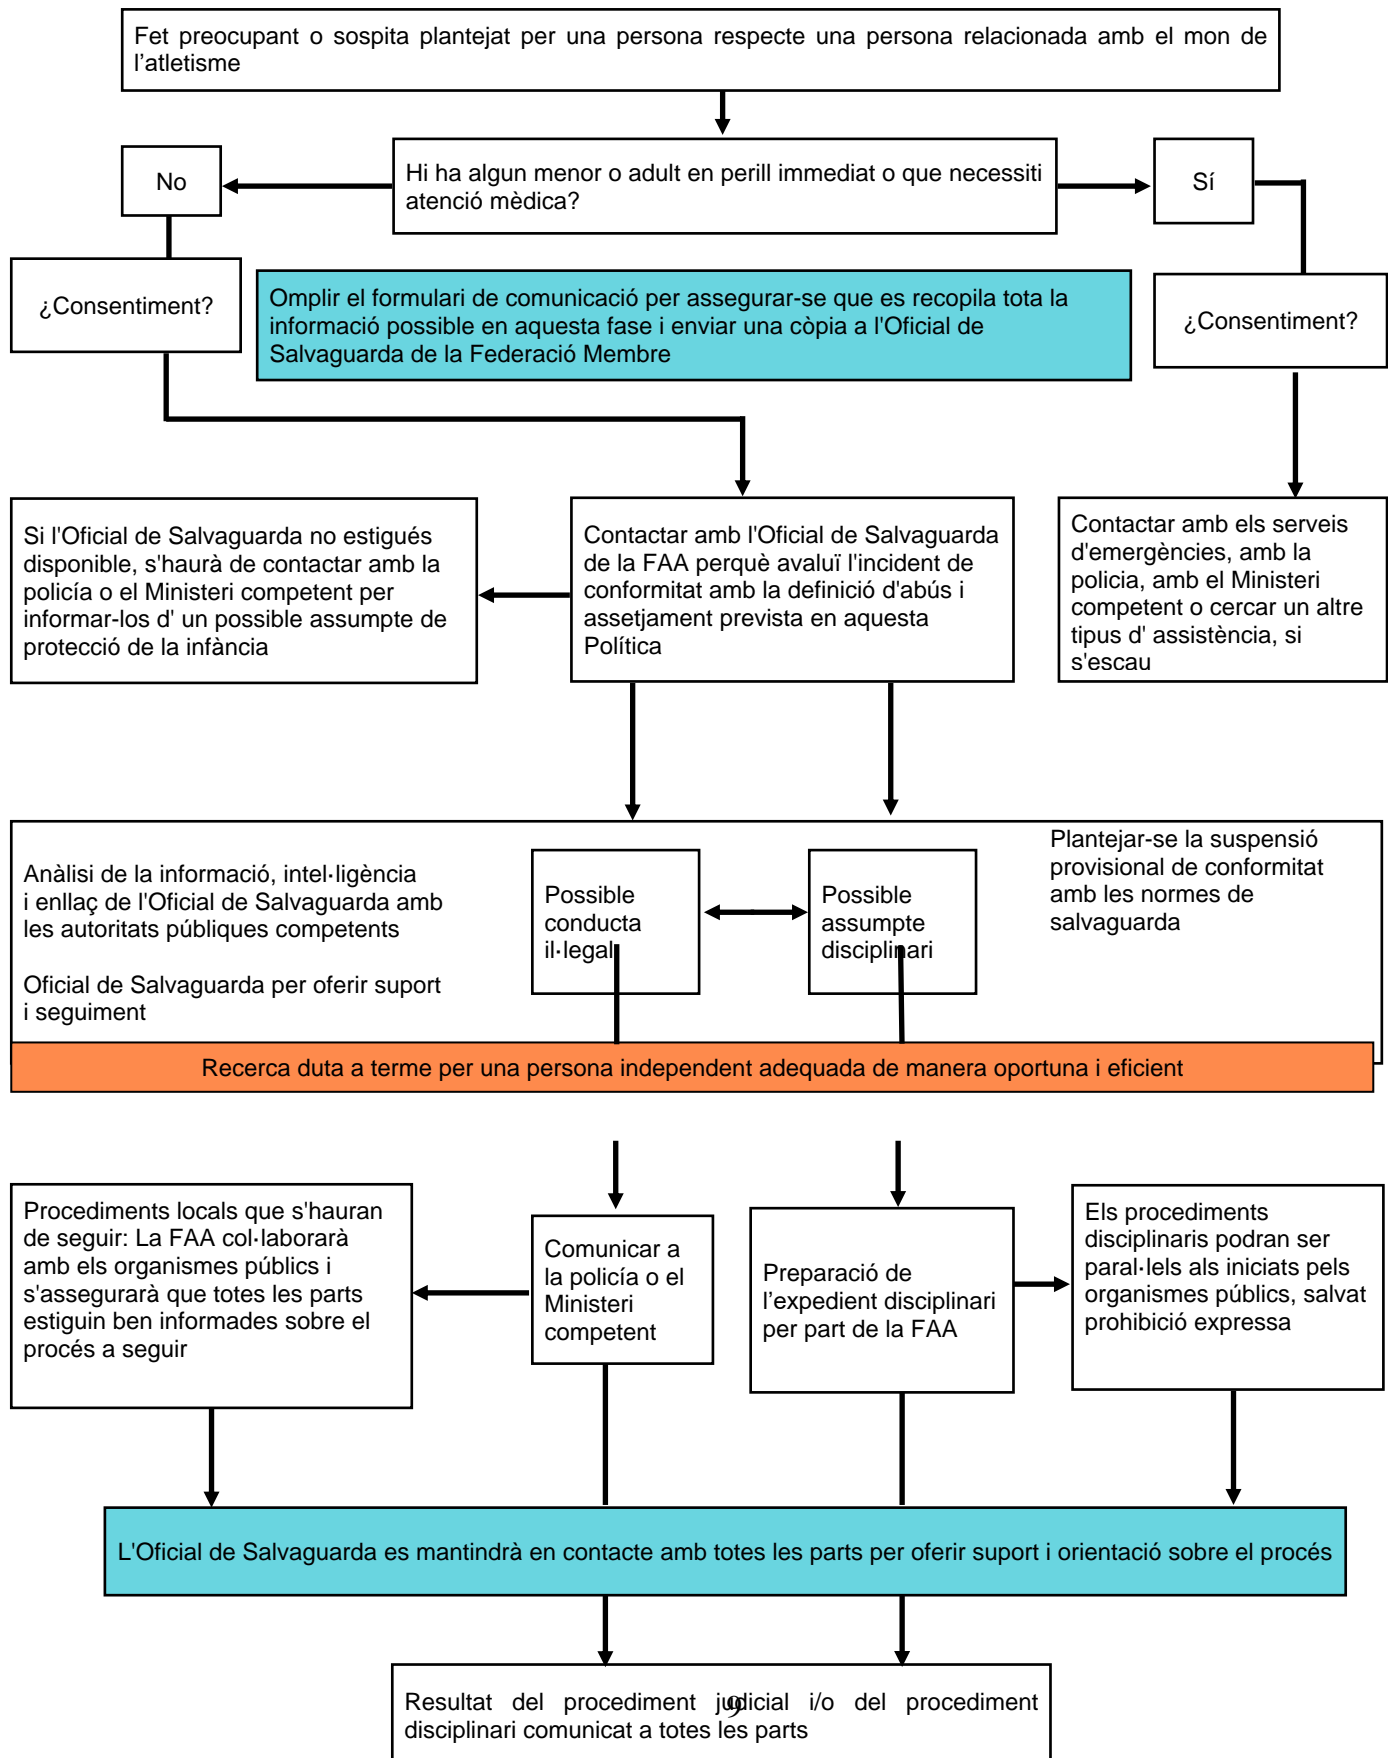 Fet preocupant o sospita plantejat per una persona respecte una persona relacionada amb el mon de
l'atletisme
No
Hi ha algun menor o adult en perill immediat o que necessiti
atenció mèdica?
Sí
¿Consentiment?
Omplir el formulari de comunicació per assegurar-se que es recopila tota la
informació possible en aquesta fase i enviar una còpia a l'Oficial de
Salvaguarda de la Federació Membre
¿Consentiment?
Si l'Oficial de Salvaguarda no estigués
disponible, s'haurà de contactar amb la
policía o el Ministeri competent per
informar-los d' un possible assumpte de
protecció de la infància
Contactar amb l'Oficial de Salvaguarda
de la FAA perquè avaluï l'incident de
conformitat amb la definició d'abús i
assetjament prevista en aquesta
Política
Contactar amb els serveis
d'emergències, amb la
policia, amb el Ministeri
competent o cercar un altre
tipus d' assistència, si
s'escau
Anàlisi de la informació, intel·ligència
i enllaç de l'Oficial de Salvaguarda amb
les autoritats públiques competents
Oficial de Salvaguarda per oferir suport
i seguiment
Possible
conducta
il·legal
Possible
assumpte
disciplinari
Plantejar-se la suspensió
provisional de conformitat
amb les normes de
salvaguarda
Recerca duta a terme per una persona independent adequada de manera oportuna i eficient
Procediments locals que s'hauran
de seguir: La FAA col·laborarà
amb els organismes públics i
s'assegurarà que totes les parts
estiguin ben informades sobre el
procés a seguir
Comunicar a
la policía o el
Ministeri
competent
Preparació de
l'expedient disciplinari
per part de la FAA
Els procediments
disciplinaris podran ser
paral·lels als iniciats pels
organismes públics, salvat
prohibició expressa
L'Oficial de Salvaguarda es mantindrà en contacte amb totes les parts per oferir suport i orientació sobre el procés
Resultat del procediment judicial i/o del procediment
disciplinari comunicat a totes les parts
9